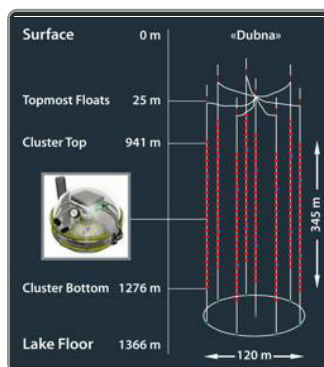 Surface 0 m «Dubna»
Topmost Floats 25 m
Cluster Top 941 m
345 m
Cluster Bottom 1276 m
Lake Floor 1366 m
120 m